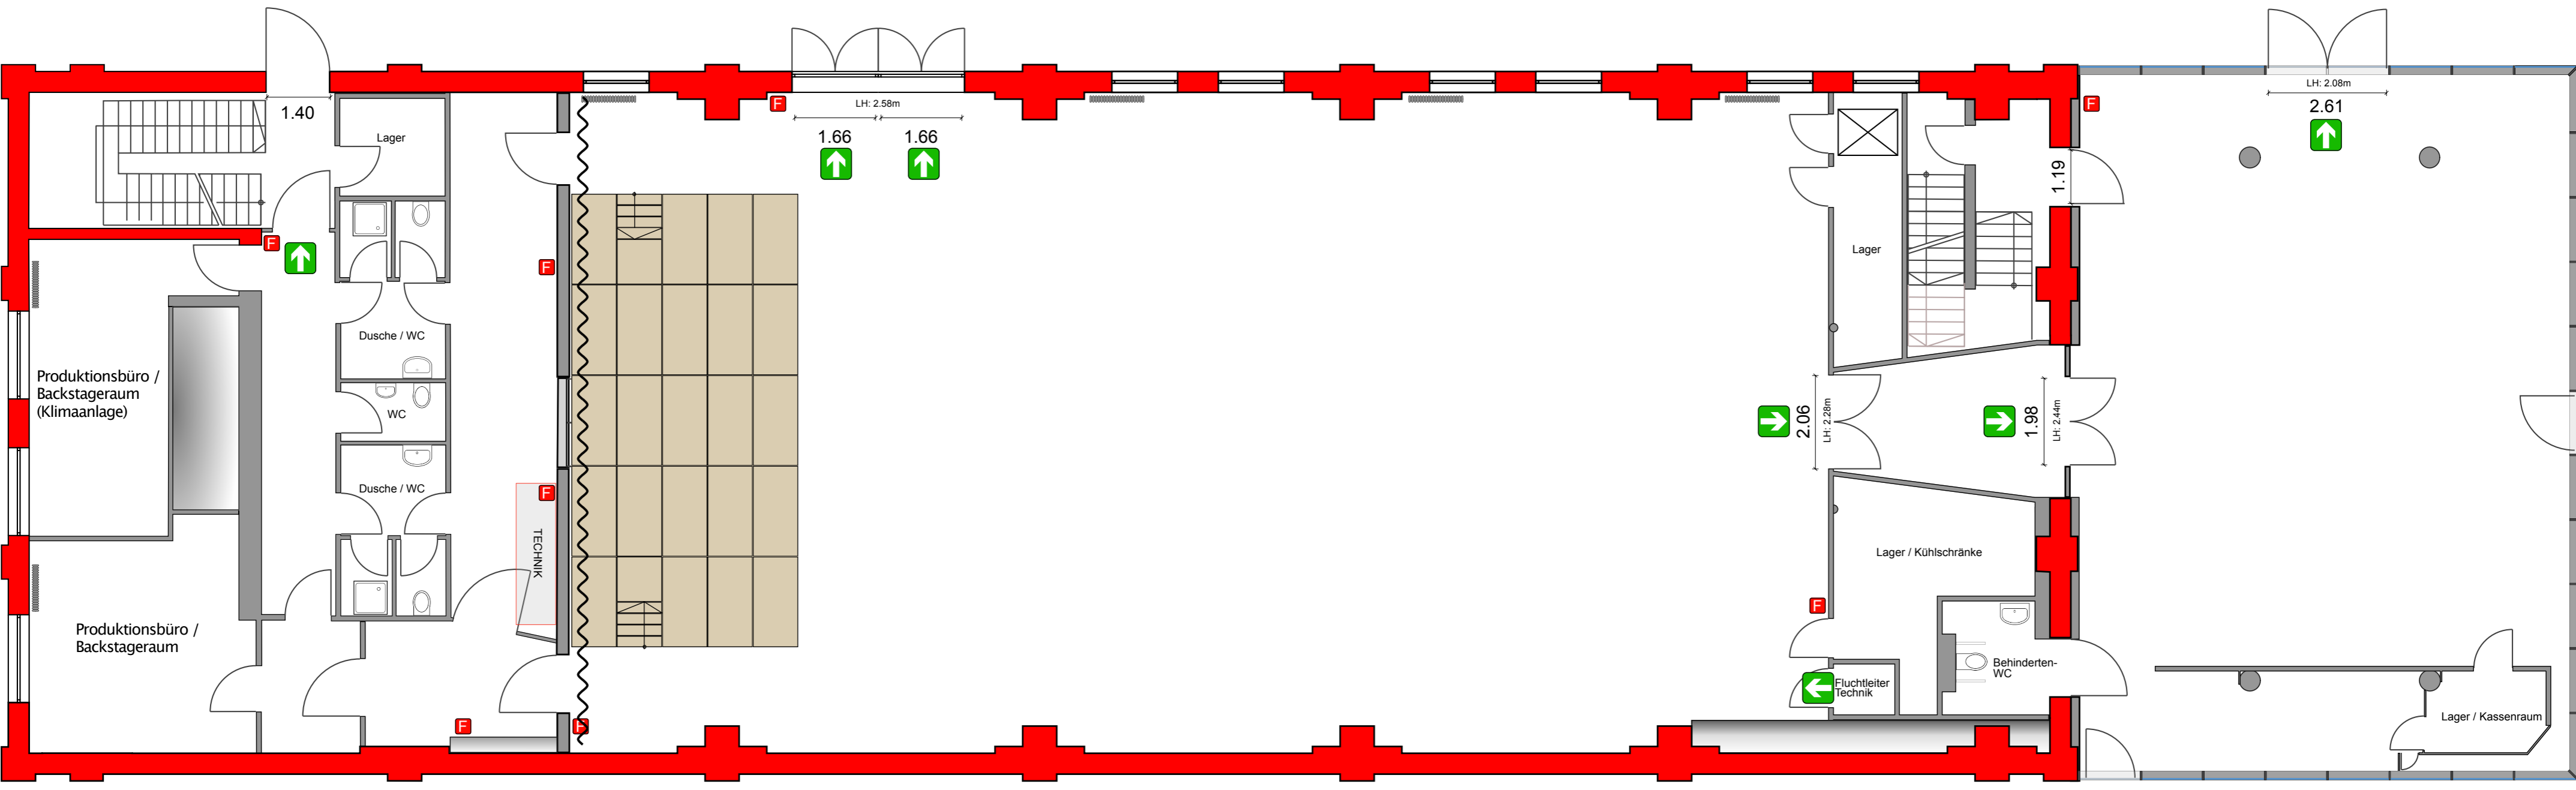 1.40
Lager
F
LH: 2.58m
1.66
1.66
F
LH: 2.08m
2.61
1.19
Lager
F
F
Dusche / WC
Produktionsbüro /
Backstageraum
(Klimaanlage)
WC
Dusche / WC
F
TECHNIK
2.06
LH: 2.28m
1.98
LH: 2.44m
Lager / Kühlschränke
F
Produktionsbüro /
Backstageraum
Behinderten-
WC
Fluchtleiter
Technik
F
F
Lager / Kassenraum